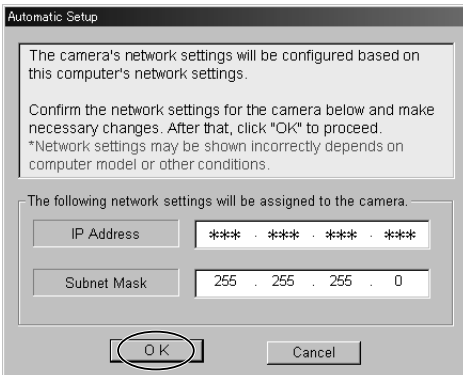 Automatic Setup
The camera's network settings will be configured based on
this computer's network settings.
Confirm the network settings for the camera below and make
necessary changes. After that, click "OK" to proceed.
*Network settings may be shown incorrectly depends on
computer model or other conditions.
The following network settings will be assigned to the camera.
IP Address *** . *** . *** . ***
Subnet Mask 255 . 255 . 255 . 0
OK Cancel